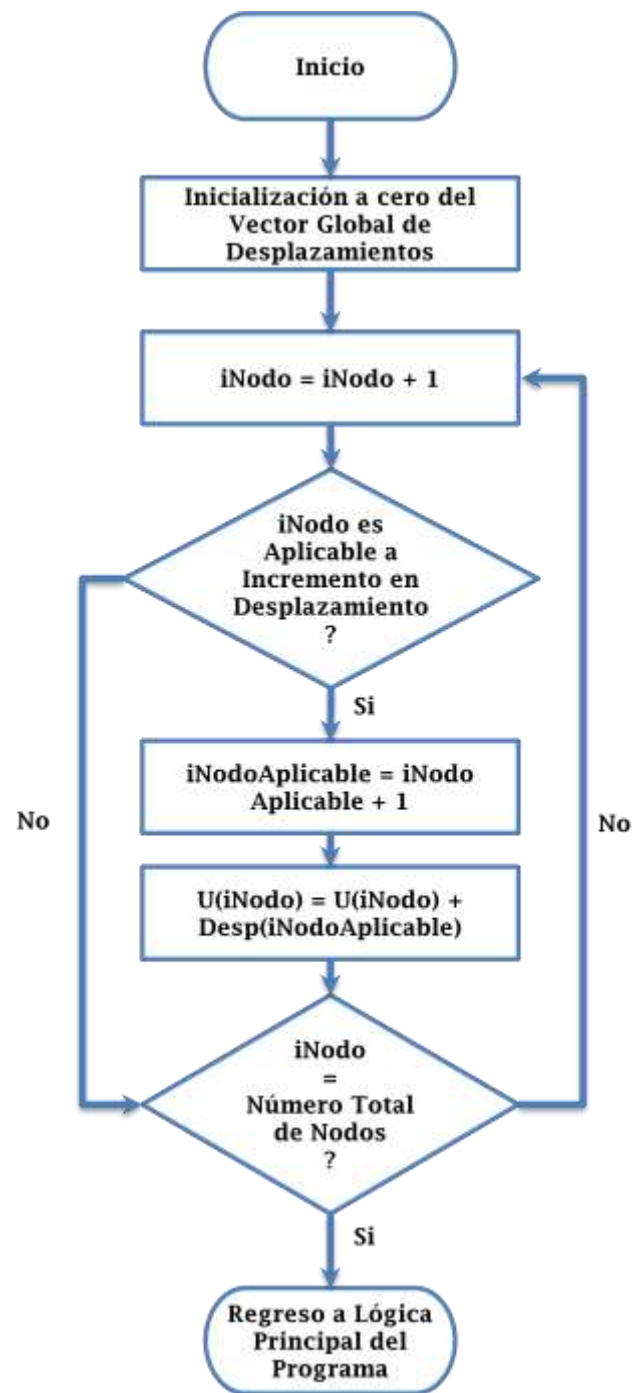 Inicio
Inicialización a cero del
Vector Global de
Desplazamientos
iNodo = iNodo + 1
iNodo es
Aplicable a
Incremento en
Desplazamiento
?
Si
iNodoAplicable = iNodo
Aplicable + 1
No
No
U(iNodo) = U(iNodo) +
Desp(iNodoAplicable)
iNodo
=
Número Total
de Nodos
?
Si
Regreso a Lógica
Principal del
Programa